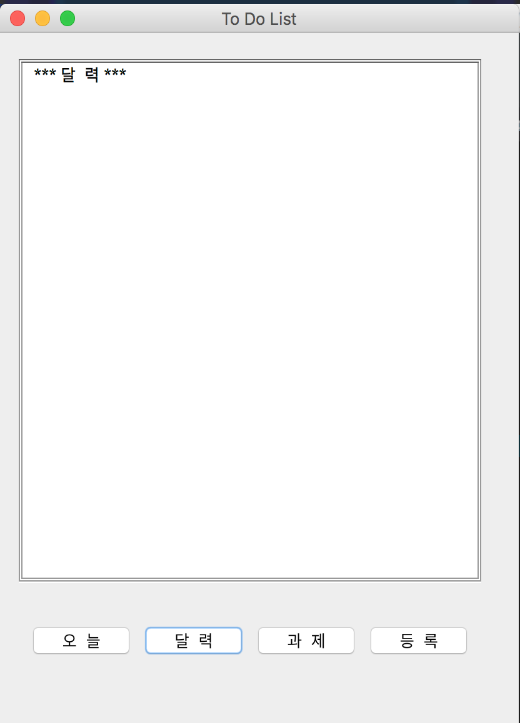 To Do List
*** 달 력 ***
오 늘
달 력
과 제
등 록